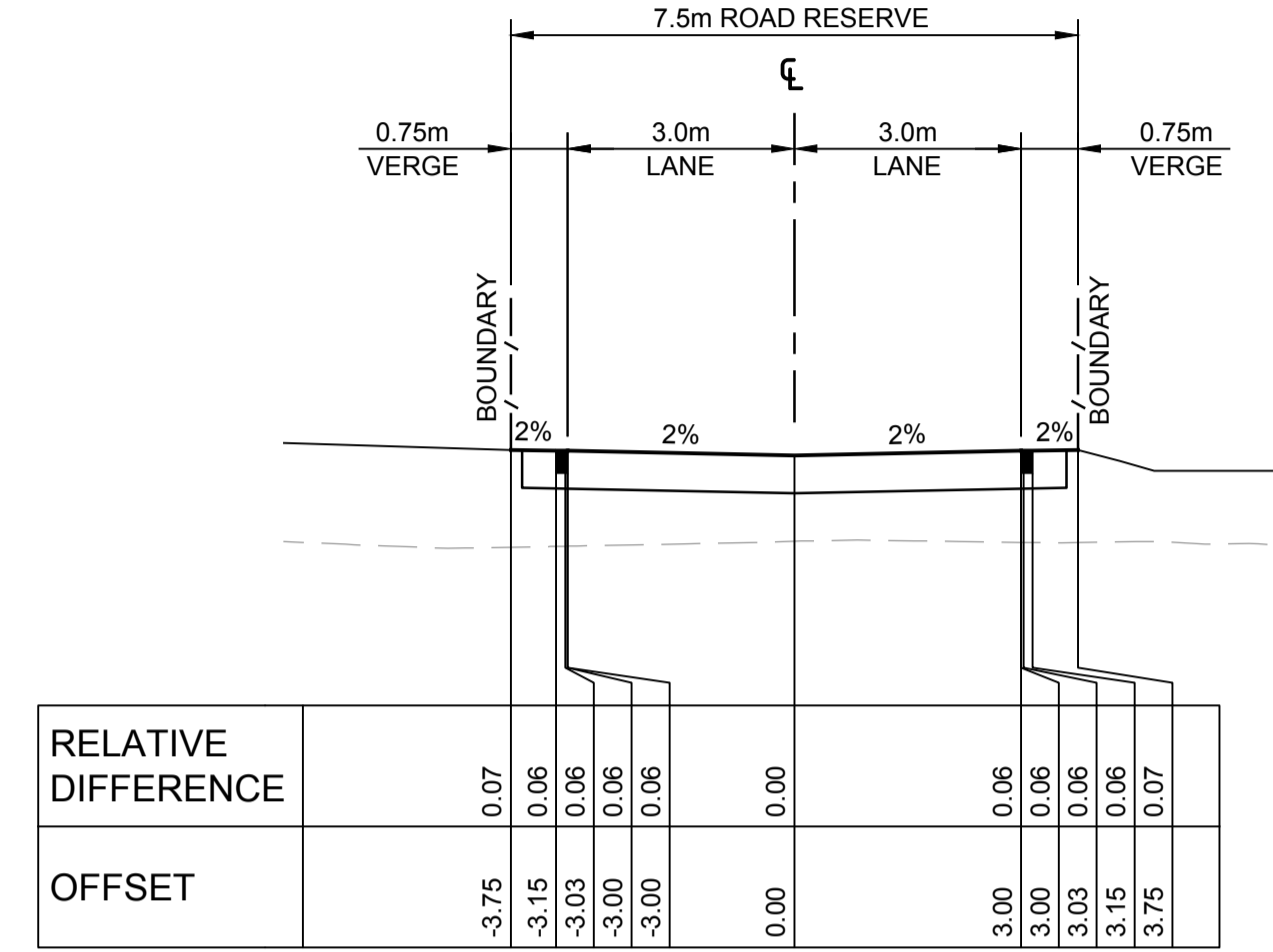 7.5m ROAD RESERVE
℄
0.75m
VERGE
3.0m
LANE
3.0m
LANE
0.75m
VERGE
BOUNDARY
BOUNDARY
2%
2%
2%
2%
RELATIVE
DIFFERENCE
0.07
0.06
0.06
0.06
0.06
0.00
0.06
0.06
0.06
0.06
0.07
OFFSET
-3.75
-3.15
-3.03
-3.00
-3.00
0.00
3.00
3.00
3.03
3.15
3.75